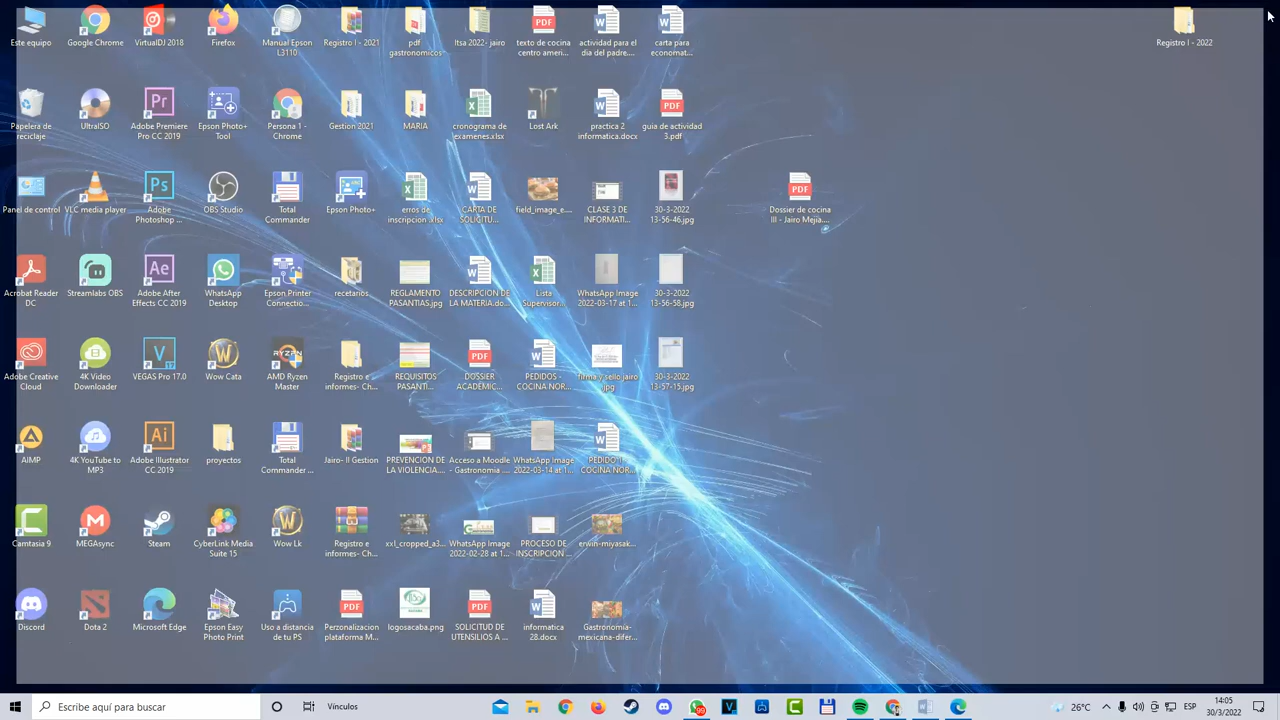 Este equipo
Google Chrome
VirtualDJ 2018
Firefox
Manual Epson
L3110
Registro I - 2021
pdf
gastronomicos
Itsa 2022- jairo
PDF
texto de cocina
centro ameri...
actividad para el
dia del padre....
carta para
economat...
Registro I - 2022
Papelera de
reciclaje
UltraISO
Adobe Premiere
Pro CC 2019
Epson Photo+
Tool
Persona 1 -
Chrome
Gestion 2021
MARIA
cronograma de
examenes.xlsx
Lost Ark
practica 2
informatica.docx
PDF
guia de actividad
3.pdf
Panel de control
VLC media player
Adobe
Photoshop ...
OBS Studio
Total
Commander
Epson Photo+
erros de
inscripcion .xlsx
CARTA DE
SOLICITU...
field_image_e...
CLASE 3 DE
INFORMATI...
30-3-2022
13-56-46.jpg
PDF
Dossier de cocina
III - Jairo Mejia....
Acrobat Reader
DC
Streamlabs OBS
Adobe After
Effects CC 2019
WhatsApp
Desktop
Epson Printer
Connectio...
recetarios
REGLAMENTO
PASANTIAS.jpg
DESCRIPCION DE
LA MATERIA.do...
Lista
Supervisor...
WhatsApp Image
2022-03-17 at 1...
30-3-2022
13-56-58.jpg
Adobe Creative
Cloud
4K Video
Downloader
VEGAS Pro 17.0
Wow Cata
RYZEN
AMD Ryzen
Master
Registro e
informes- Ch...
REQUSITOS
PASANTI...
PDF
DOSSIER
ACADÉMIC...
PEDIDOS -
COCINA NOR...
firma y sello jairo
.jpg
30-3-2022
13-57-15.jpg
AIMP
4K YouTube to
MP3
Adobe Illustrator
CC 2019
proyectos
Total
Commander ...
Jairo- II Gestion
PREVENCION DE
LA VIOLENCIA....
Acceso a Moodle
- Gastronomia ....
WhatsApp Image
2022-03-14 at 1...
PEDIDO 1
COCINA NOR...
Camtasia 9
MEGAsync
Steam
CyberLink Media
Suite 15
Wow Lk
Registro e
informes- Ch...
xxl_cropped_a3...
WhatsApp Image
2022-02-28 at 1...
PROCESO DE
INSCRIPCION ...
erwin-miyasak...
Discord
Dota 2
Microsoft Edge
Epson Easy
Photo Print
Uso a distancia
de tu PS
PDF
Perzonalizacion
plataforma M...
logosacaba.png
PDF
SOLICITUD DE
UTENSILIOS A ...
informatica
28.docx
Gastronomía-
mexicana-difer...
Escribe aquí para buscar
Vínculos
99
26°C
ESP
14:05
30/3/2022